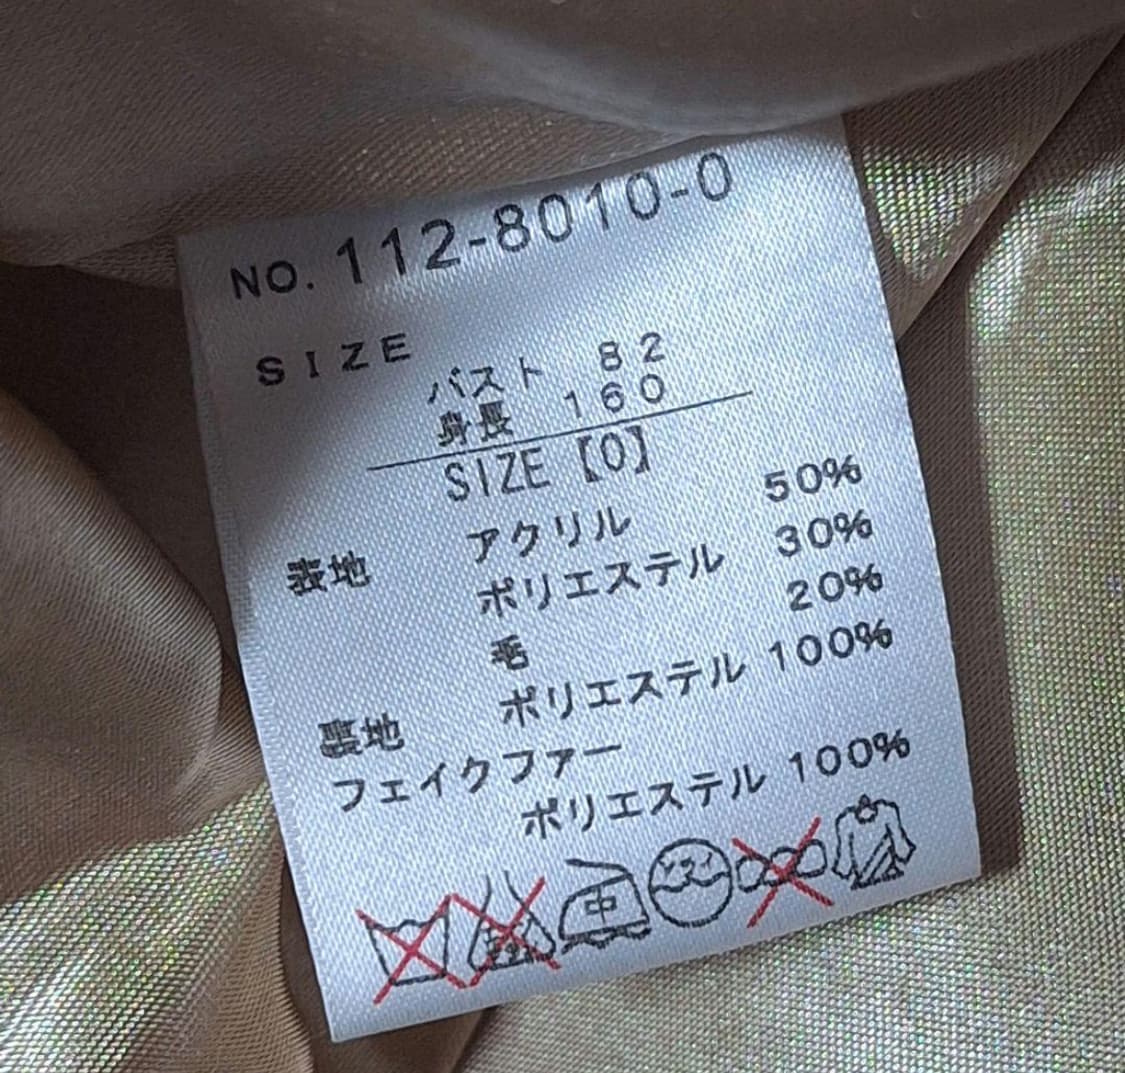 NO. 112-8010-0
SIZE
バスト 82
身長 160
SIZE【0】
表地 アクリル 50%
ポリエステル 30%
毛 20%
裏地 ポリエステル 100%
フェイクファー
ポリエステル 100%
中 ドライ